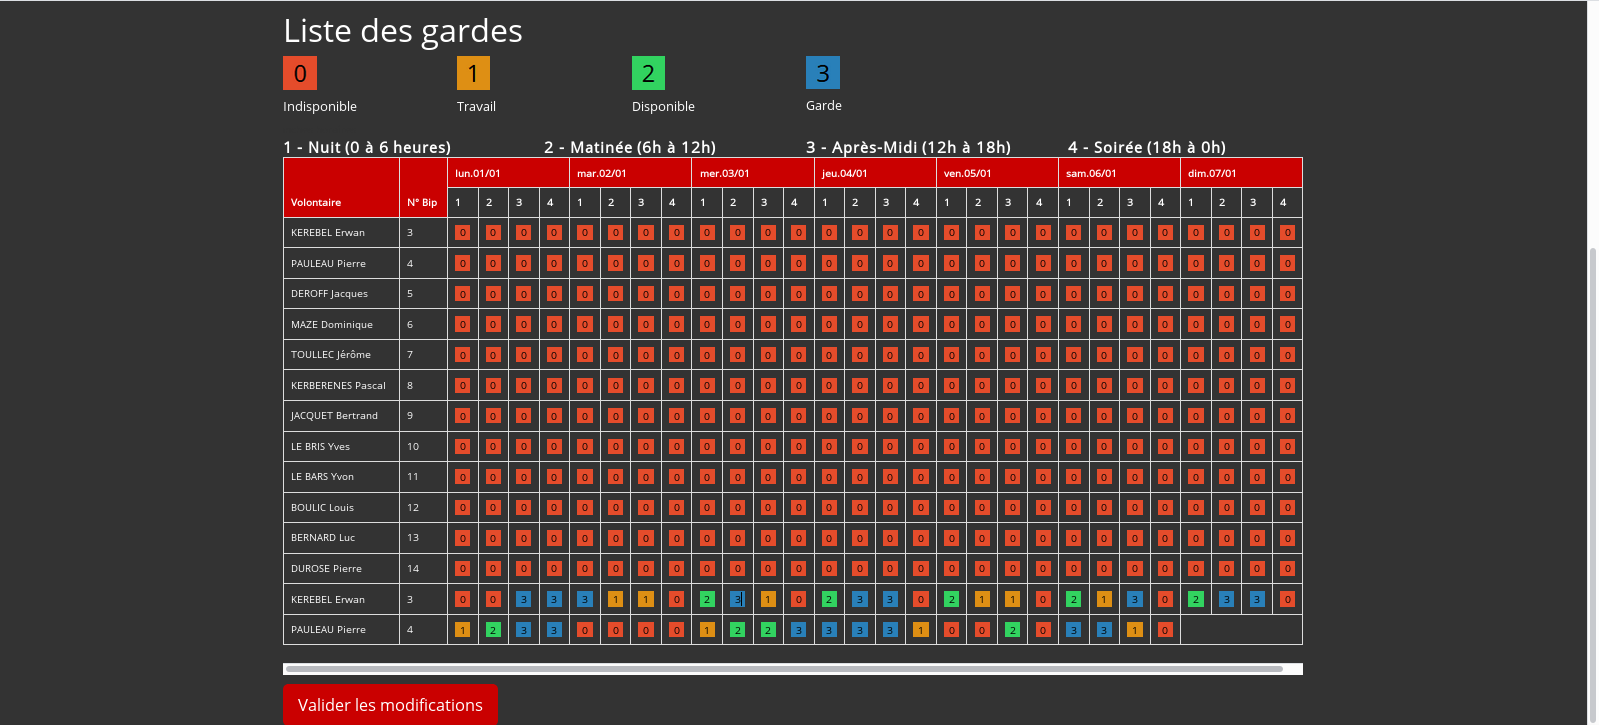 Liste des gardes
0 1 2 3
Indisponible Travail Disponible Garde
1 - Nuit (0 à 6 heures) 2 - Matinée (6h à 12h) 3 - Après-Midi (12h à 18h) 4 - Soirée (18h à 0h)
lun.01/01 mar.02/01 mer.03/01 jeu.04/01 ven.05/01 sam.06/01 dim.07/01
Volontaire N° Bip 1 2 3 4 1 2 3 4 1 2 3 4 1 2 3 4 1 2 3 4 1 2 3 4 1 2 3 4
KEREBEL Erwan 3 0 0 0 0 0 0 0 0 0 0 0 0 0 0 0 0 0 0 0 0 0 0 0 0 0 0 0 0
PAULEAU Pierre 4 0 0 0 0 0 0 0 0 0 0 0 0 0 0 0 0 0 0 0 0 0 0 0 0 0 0 0 0
DEROFF Jacques 5 0 0 0 0 0 0 0 0 0 0 0 0 0 0 0 0 0 0 0 0 0 0 0 0 0 0 0 0
MAZE Dominique 6 0 0 0 0 0 0 0 0 0 0 0 0 0 0 0 0 0 0 0 0 0 0 0 0 0 0 0 0
TOULLEC Jérôme 7 0 0 0 0 0 0 0 0 0 0 0 0 0 0 0 0 0 0 0 0 0 0 0 0 0 0 0 0
KERBERENES Pascal 8 0 0 0 0 0 0 0 0 0 0 0 0 0 0 0 0 0 0 0 0 0 0 0 0 0 0 0 0
JACQUET Bertrand 9 0 0 0 0 0 0 0 0 0 0 0 0 0 0 0 0 0 0 0 0 0 0 0 0 0 0 0 0
LE BRIS Yves 10 0 0 0 0 0 0 0 0 0 0 0 0 0 0 0 0 0 0 0 0 0 0 0 0 0 0 0 0
LE BARS Yvon 11 0 0 0 0 0 0 0 0 0 0 0 0 0 0 0 0 0 0 0 0 0 0 0 0 0 0 0 0
BOULIC Louis 12 0 0 0 0 0 0 0 0 0 0 0 0 0 0 0 0 0 0 0 0 0 0 0 0 0 0 0 0
BERNARD Luc 13 0 0 0 0 0 0 0 0 0 0 0 0 0 0 0 0 0 0 0 0 0 0 0 0 0 0 0 0
DUROSE Pierre 14 0 0 0 0 0 0 0 0 0 0 0 0 0 0 0 0 0 0 0 0 0 0 0 0 0 0 0 0
KEREBEL Erwan 3 0 0 3 3 3 1 1 0 2 3 1 0 2 3 3 0 2 1 1 0 2 1 3 0 2 3 3 0
PAULEAU Pierre 4 1 2 3 3 0 0 0 0 1 2 2 3 3 3 3 1 0 0 2 0 3 3 1 0
Valider les modifications